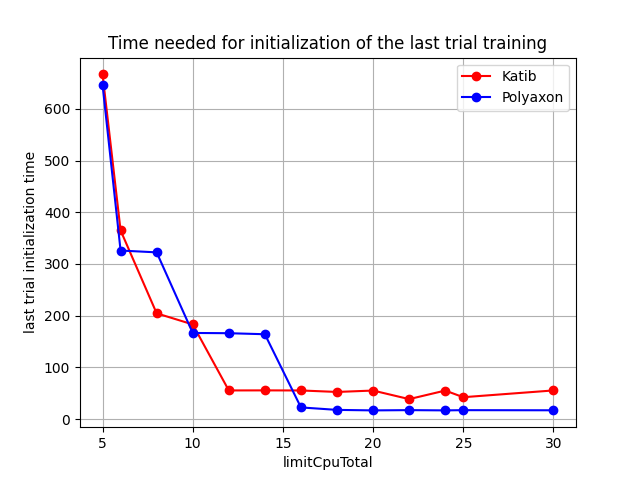 Time needed for initialization of the last trial training
Katib
Polyaxon
last trial initialization time
600
500
400
300
200
100
0
5
10
15
20
25
30
limitCpuTotal